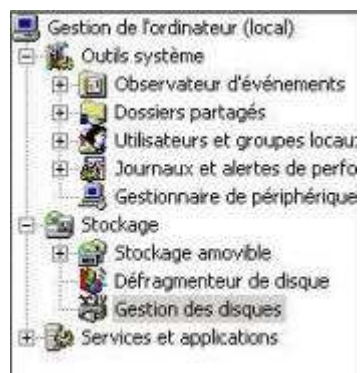 Gestion de l'ordinateur (local)
Outils système
Observateur d'événements
Dossiers partagés
Utilisateurs et groupes locau
Journaux et alertes de perfo
Gestionnaire de périphérique
Stockage
Stockage amovible
Défragmenteur de disque
Gestion des disques
Services et applications